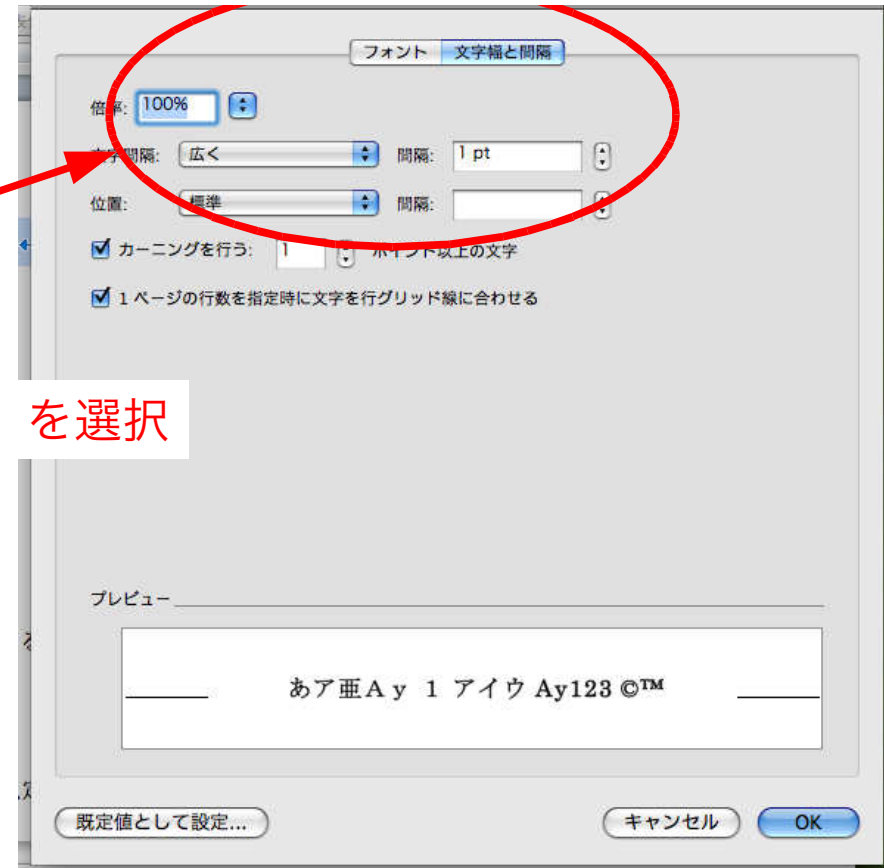 フォント 文字幅と間隔
倍率: 100%
文字間隔: 広く 間隔: 1 pt
位置: 標準 間隔:
カーニングを行う: 1 ポイント以上の文字
1 ページの行数を指定時に文字を行グリッド線に合わせる
を選択
プレビュー
あア亜Ａｙ １ アイウ Ay123 ©™
既定値として設定... キャンセル OK